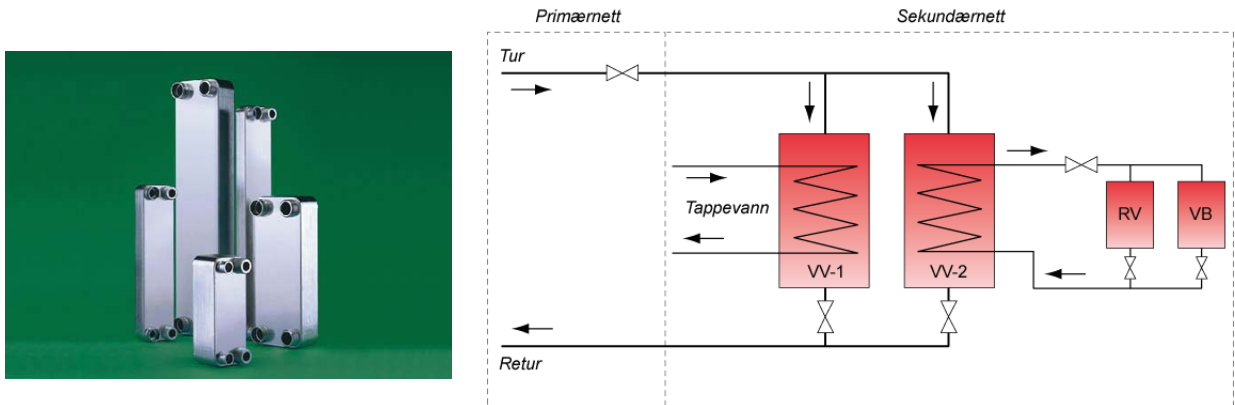 Primærnett
Sekundærnett
Tur
Tappevann
VV-1
VV-2
RV
VB
Retur